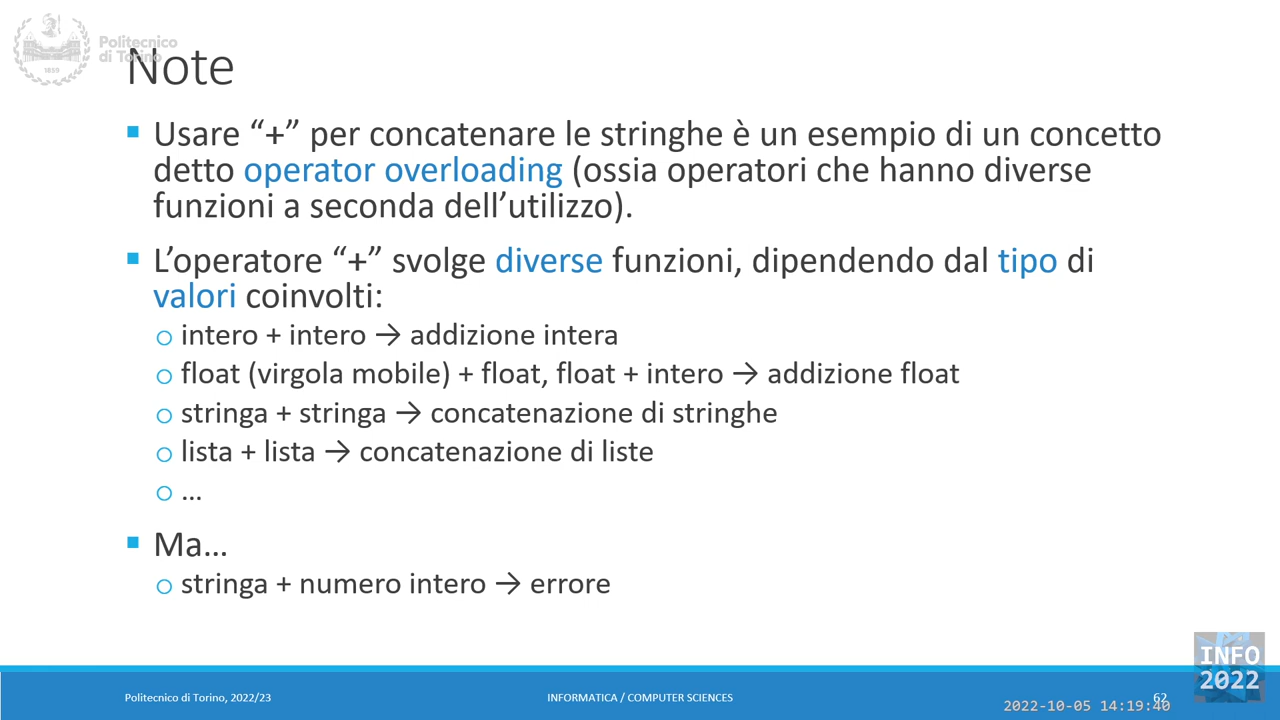 Politecnico
di Torino
1859
Note
▪ Usare “+” per concatenare le stringhe è un esempio di un concetto
detto operator overloading (ossia operatori che hanno diverse
funzioni a seconda dell’utilizzo).
▪ L’operatore “+” svolge diverse funzioni, dipendendo dal tipo di
valori coinvolti:
o intero + intero → addizione intera
o float (virgola mobile) + float, float + intero → addizione float
o stringa + stringa → concatenazione di stringhe
o lista + lista → concatenazione di liste
o …
▪ Ma…
o stringa + numero intero → errore
INFO
2022
Politecnico di Torino, 2022/23
INFORMATICA / COMPUTER SCIENCES
62
2022-10-05 14:19:40